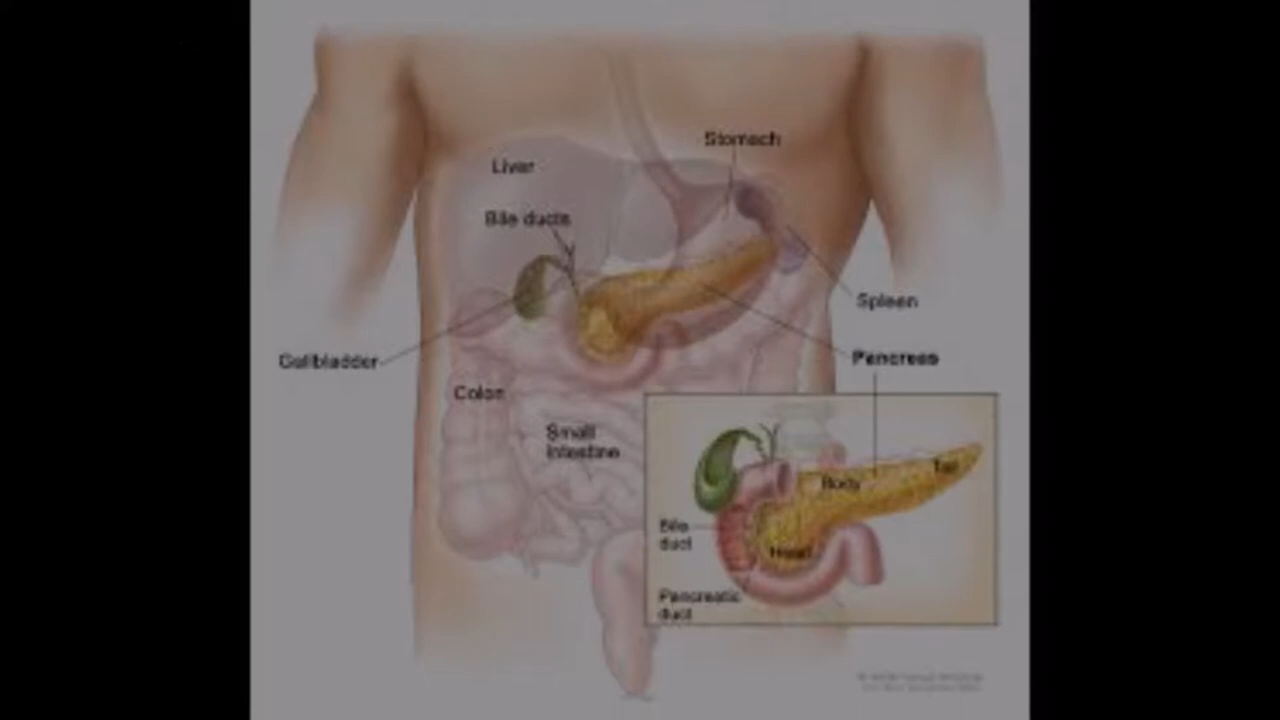 Stomach
Liver
Bile ducts
Spleen
Gallbladder
Pancreas
Colon
Small
Intestine
Tail
Body
Bile
duct
Head
Pancreatic
duct